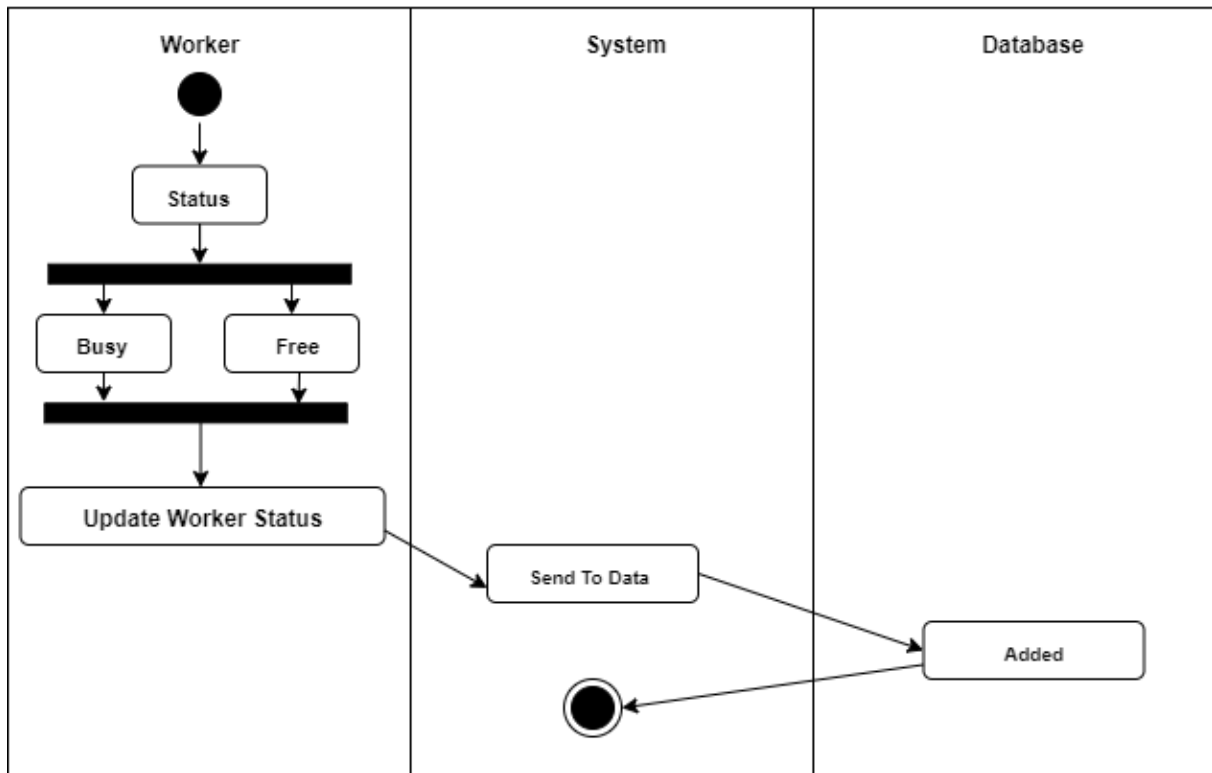 Worker
System
Database
Status
Busy
Free
Update Worker Status
Send To Data
Added